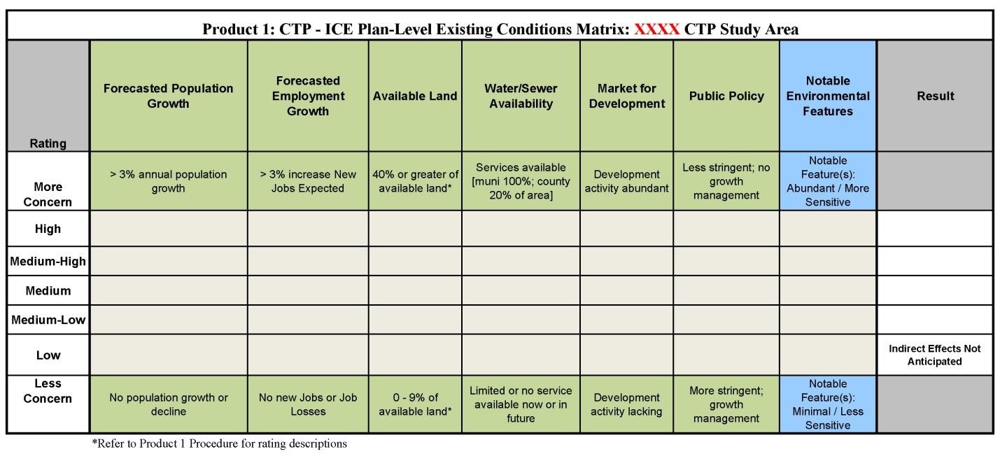 Product 1: CTP - ICE Plan-Level Existing Conditions Matrix: XXXX CTP Study Area
Rating
Forecasted Population
Growth
Forecasted
Employment
Growth
Available Land
Water/Sewer
Availability
Market for
Development
Public Policy
Notable
Environmental
Features
Result
More
Concern
> 3% annual population
growth
> 3% increase New
Jobs Expected
40% or greater of
available land*
Services available
[muni 100%; county
20% of area]
Development
activity abundant
Less stringent; no
growth
management
Notable
Feature(s):
Abundant / More
Sensitive
High
Medium-High
Medium
Medium-Low
Low
Indirect Effects Not
Anticipated
Less
Concern
No population growth or
decline
No new Jobs or Job
Losses
0 - 9% of
available land*
Limited or no service
available now or in
future
Development
activity lacking
More stringent;
growth
management
Notable
Feature(s):
Minimal / Less
Sensitive
*Refer to Product 1 Procedure for rating descriptions